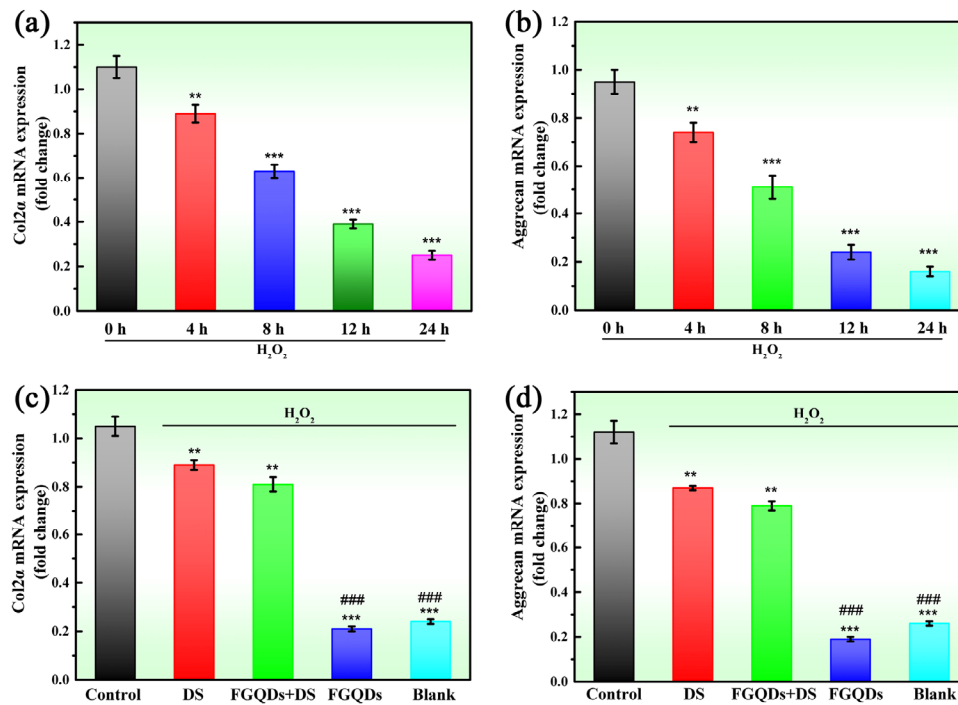 (a)
Col2α mRNA expression
(fold change)
1.2
1.0
0.8
0.6
0.4
0.2
0.0
**
***
***
***
0 h 4 h 8 h 12 h 24 h
H₂O₂
(b)
Aggrecan mRNA expression
(fold change)
1.2
1.0
0.8
0.6
0.4
0.2
0.0
**
***
***
***
0 h 4 h 8 h 12 h 24 h
H₂O₂
(c)
Col2α mRNA expression
(fold change)
1.2
1.0
0.8
0.6
0.4
0.2
0.0
H₂O₂
**
**
### ###
*** ***
Control DS FGQDs+DS FGQDs Blank
(d)
Aggrecan mRNA expression
(fold change)
1.2
1.0
0.8
0.6
0.4
0.2
0.0
H₂O₂
**
**
### ###
*** ***
Control DS FGQDs+DS FGQDs Blank